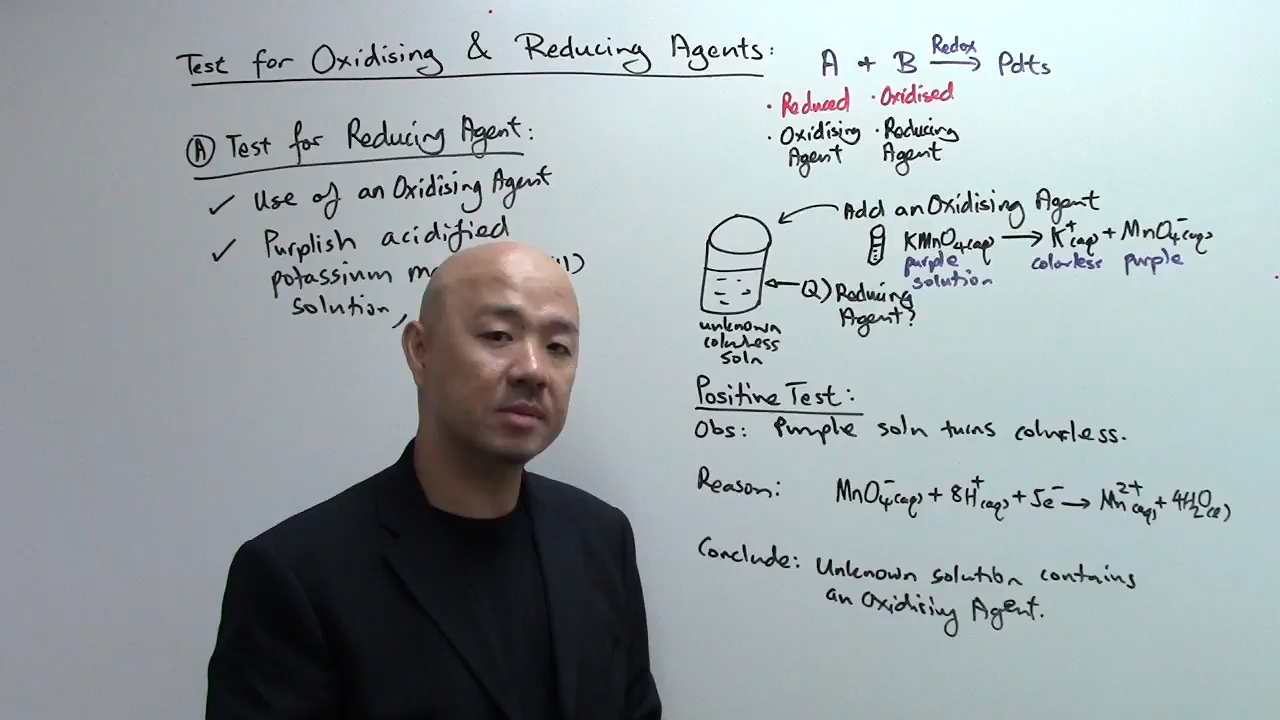 Test for Oxidising & Reducing Agents:
A Test for Reducing Agent:
✓ Use of an Oxidising Agent
✓ Purplish acidified
potassium
solution,
A + B Redox → Pdts
· Reduced · Oxidised
· Oxidising · Reducing
Agent Agent
Add an Oxidising Agent
KMnO4(aq) → K+(aq) + MnO4-(aq)
purple colorless purple
solution
Q) Reducing
Agent?
unknown
colurless
soln
Positive Test:
Obs: Purple soln turns colurless.
Reason: MnO4-(aq) + 8H+(aq) + 5e- → Mn2+(aq) + 4H2O(l)
Conclude: Unknown solution contains
an Oxidising Agent.